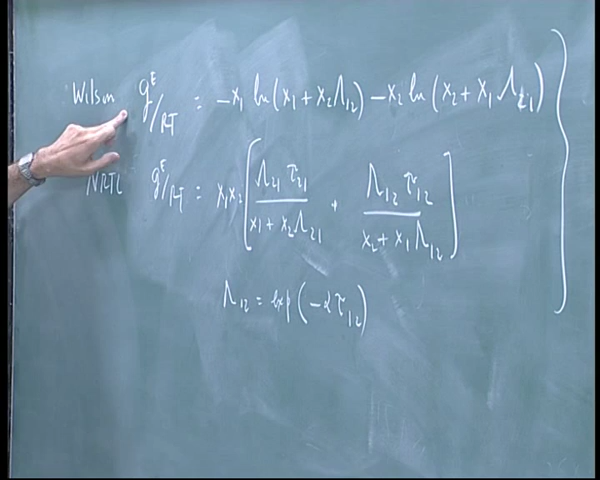 Wilson g^E/RT = -x₁ ln(x₁ + x₂Λ₁₂) - x₂ ln(x₂ + x₁Λ₂₁)
NRTL g^E/RT = x₁x₂[Λ₂₁τ₂₁/(x₁ + x₂Λ₂₁) + Λ₁₂τ₁₂/(x₂ + x₁Λ₁₂)]
Λ₁₂ = exp(-ατ₁₂)